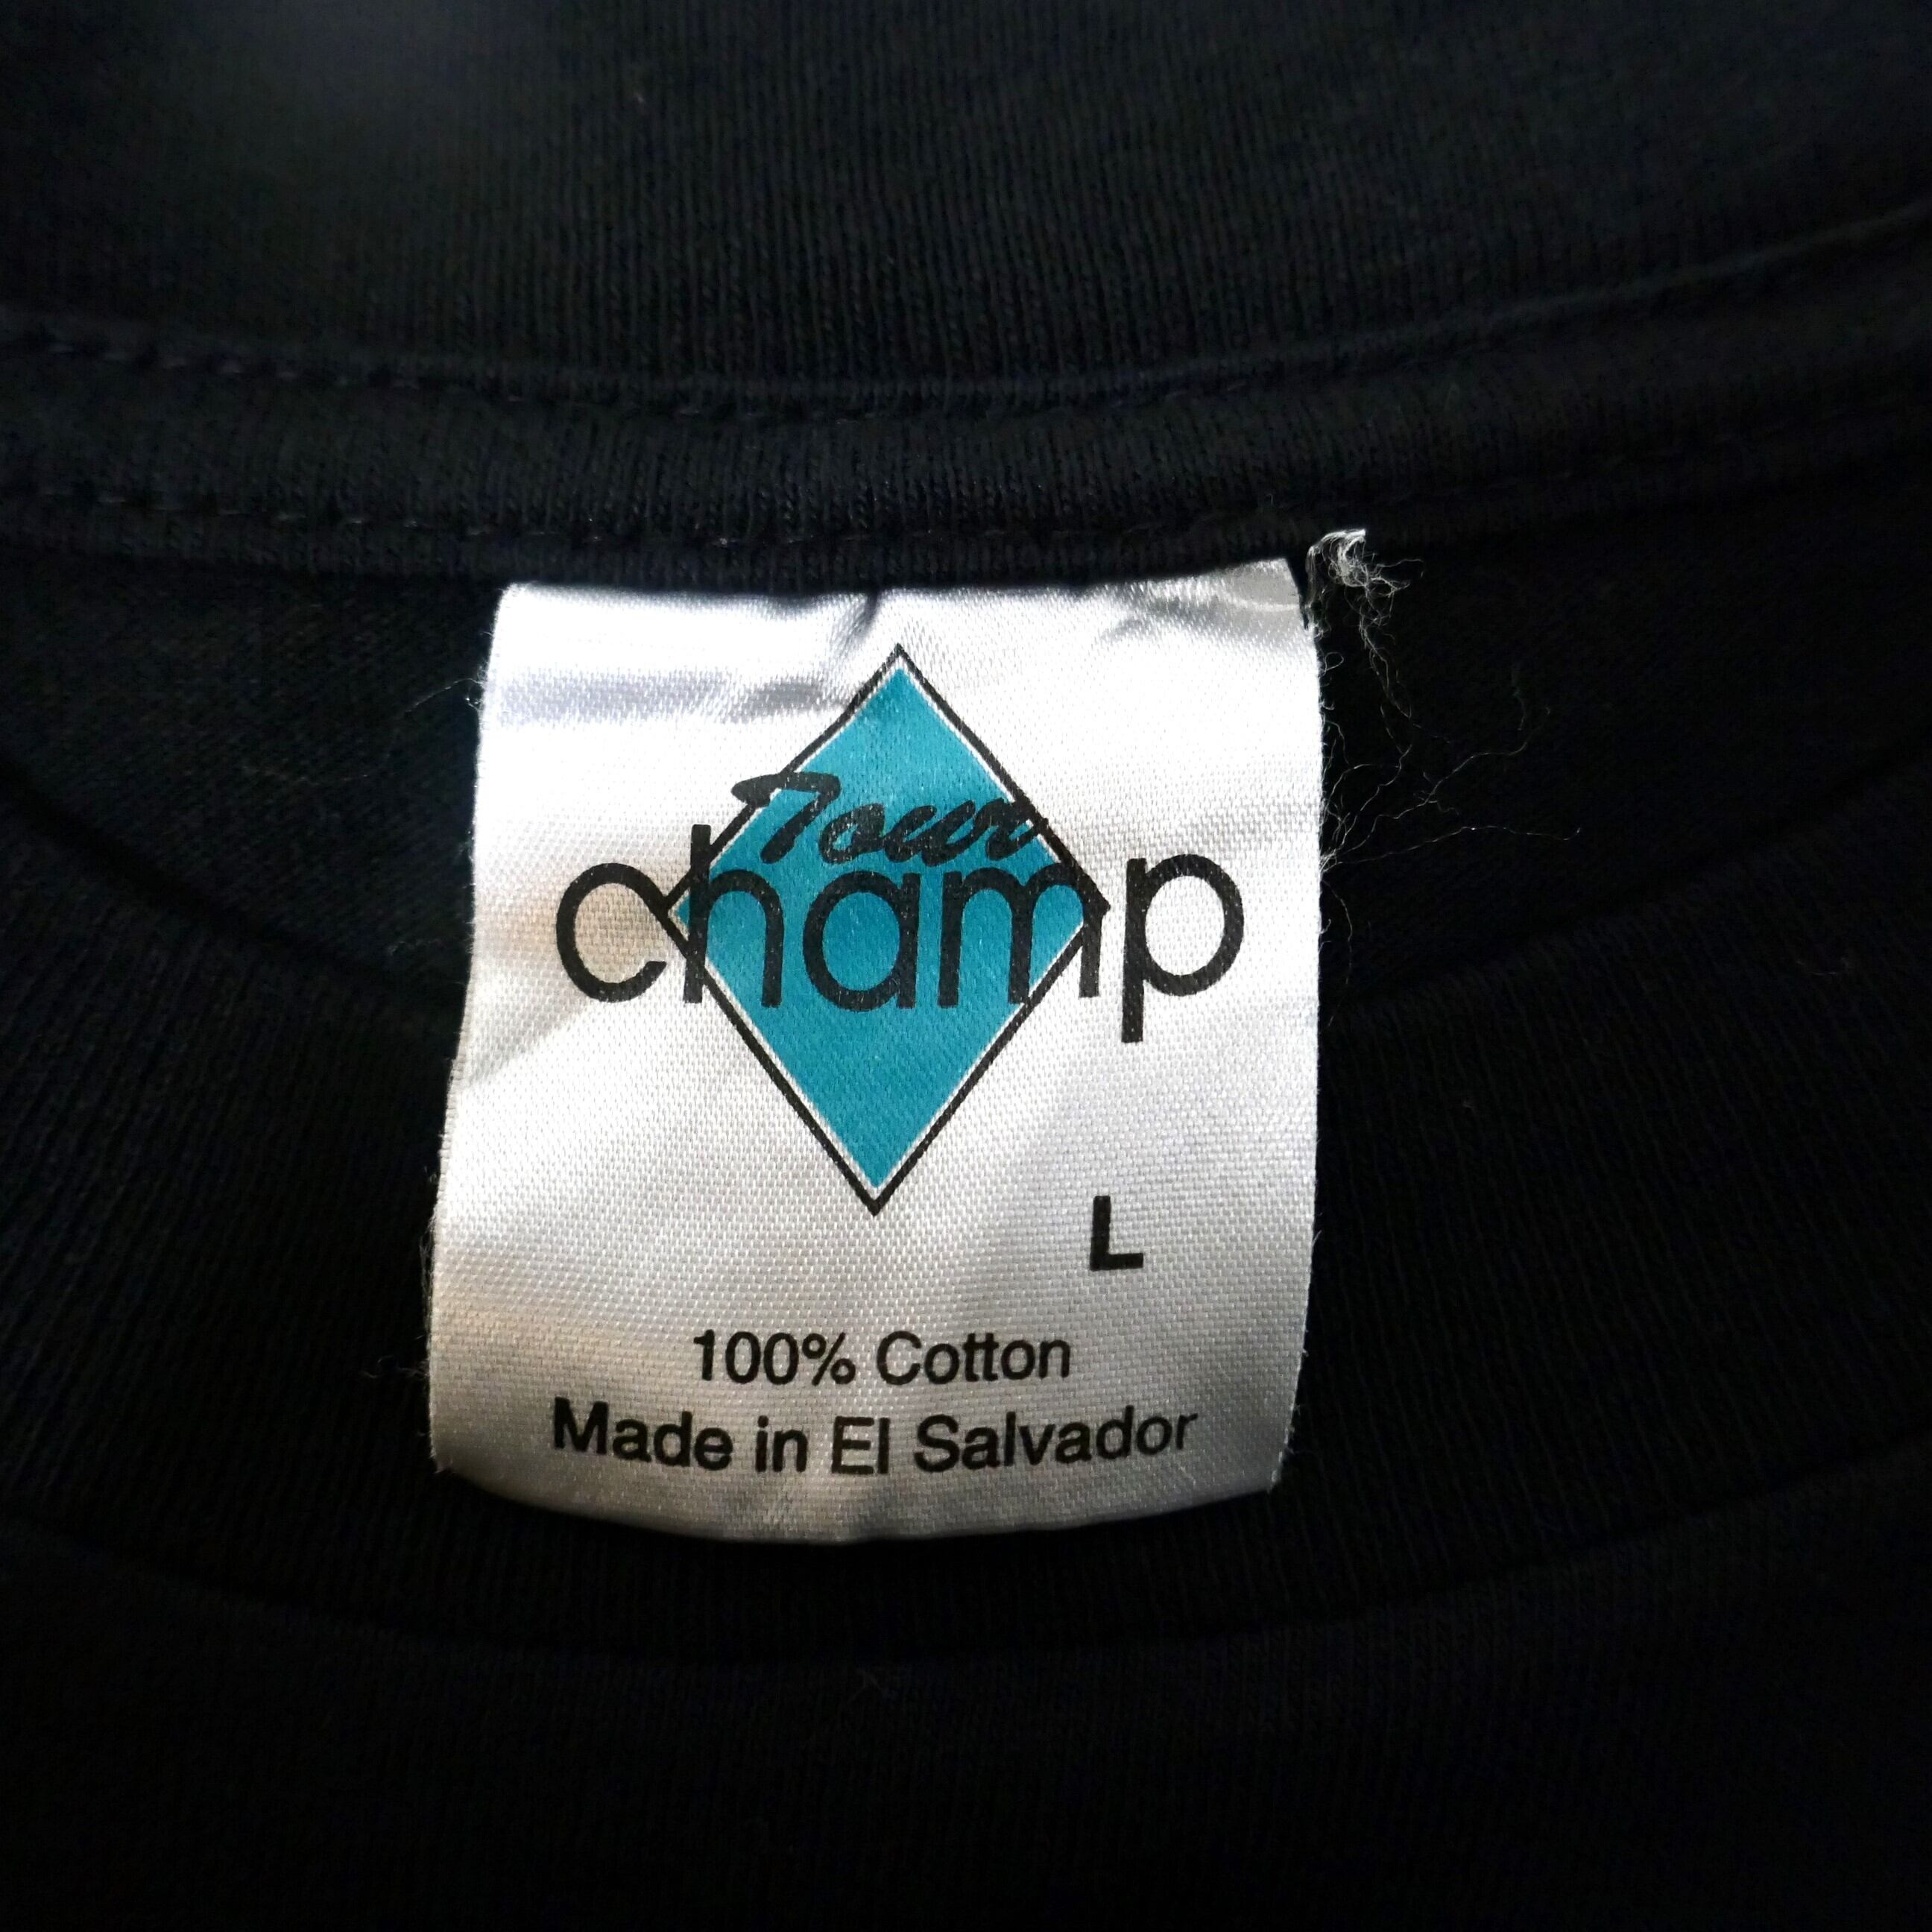 Tour
champ
L
100% Cotton
Made in El Salvador